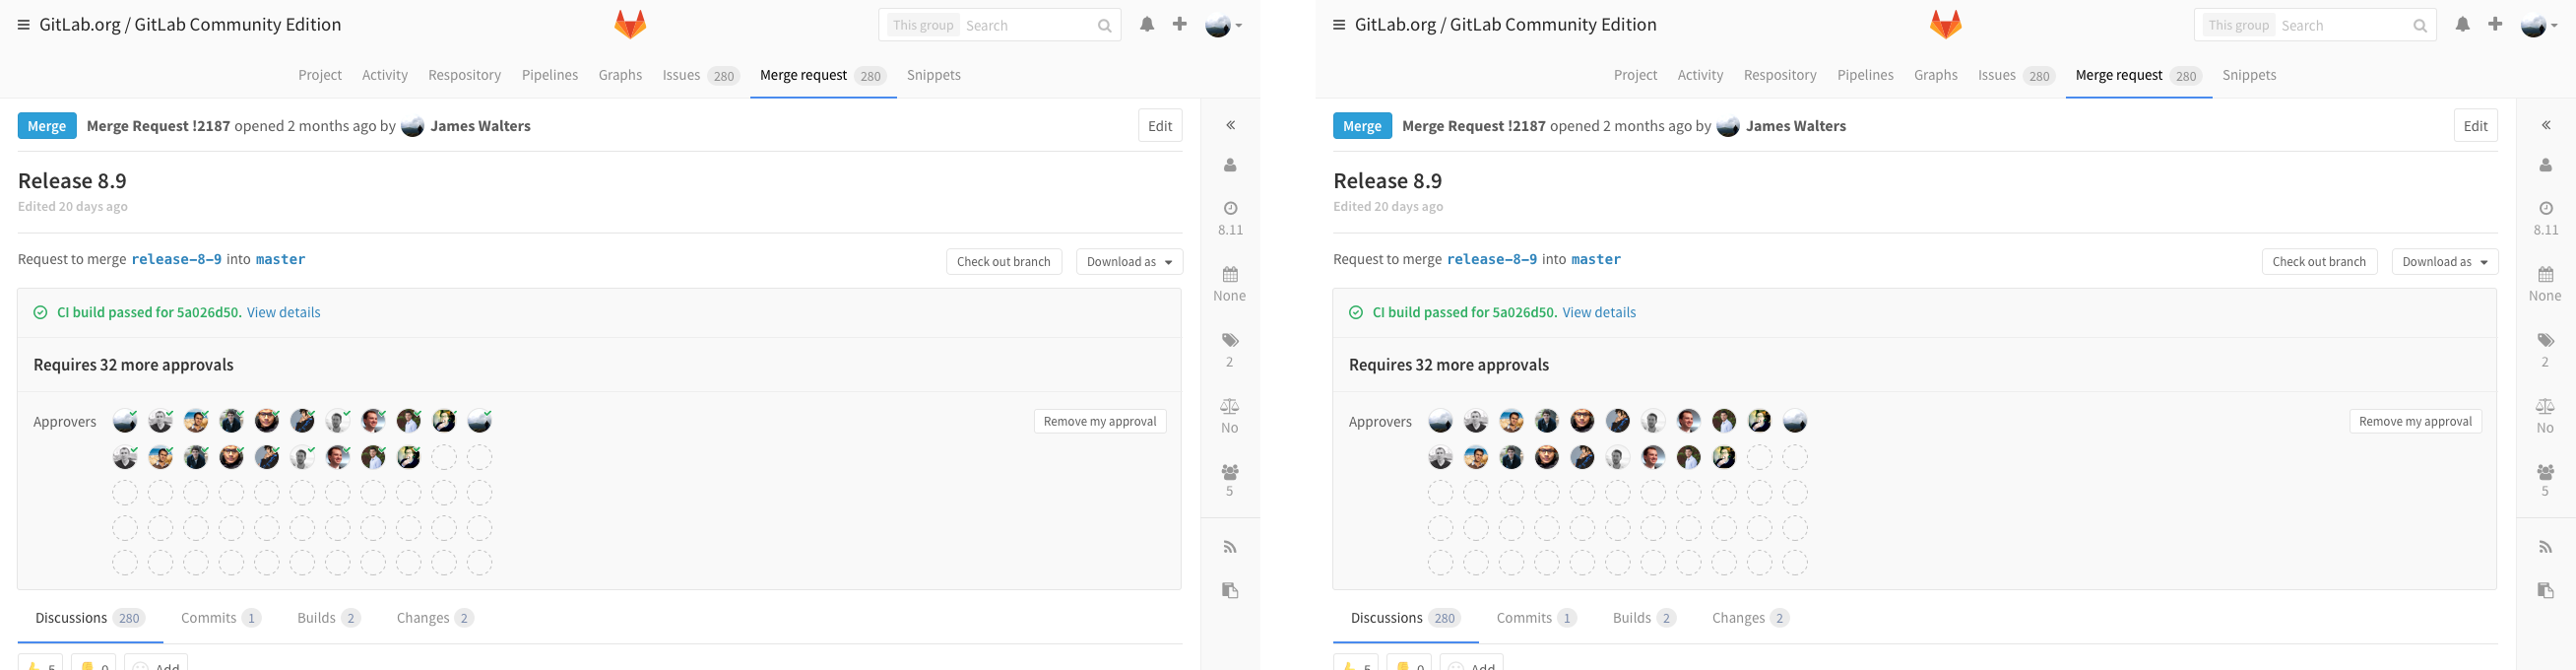 GitLab.org / GitLab Community Edition
This group Search
Project Activity Respository Pipelines Graphs Issues 280 Merge request 280 Snippets
Merge Merge Request !2187 opened 2 months ago by James Walters
Edit
Release 8.9
Edited 20 days ago
8.11
Request to merge release-8-9 into master
Check out branch
Download as
None
CI build passed for 5a026d50. View details
2
Requires 32 more approvals
Approvers
Remove my approval
No
5
Discussions 280 Commits 1 Builds 2 Changes 2
5 0 Add
GitLab.org / GitLab Community Edition
This group Search
Project Activity Respository Pipelines Graphs Issues 280 Merge request 280 Snippets
Merge Merge Request !2187 opened 2 months ago by James Walters
Edit
Release 8.9
Edited 20 days ago
8.11
Request to merge release-8-9 into master
Check out branch
Download as
None
CI build passed for 5a026d50. View details
2
Requires 32 more approvals
Approvers
Remove my approval
No
5
Discussions 280 Commits 1 Builds 2 Changes 2
5 0 Add